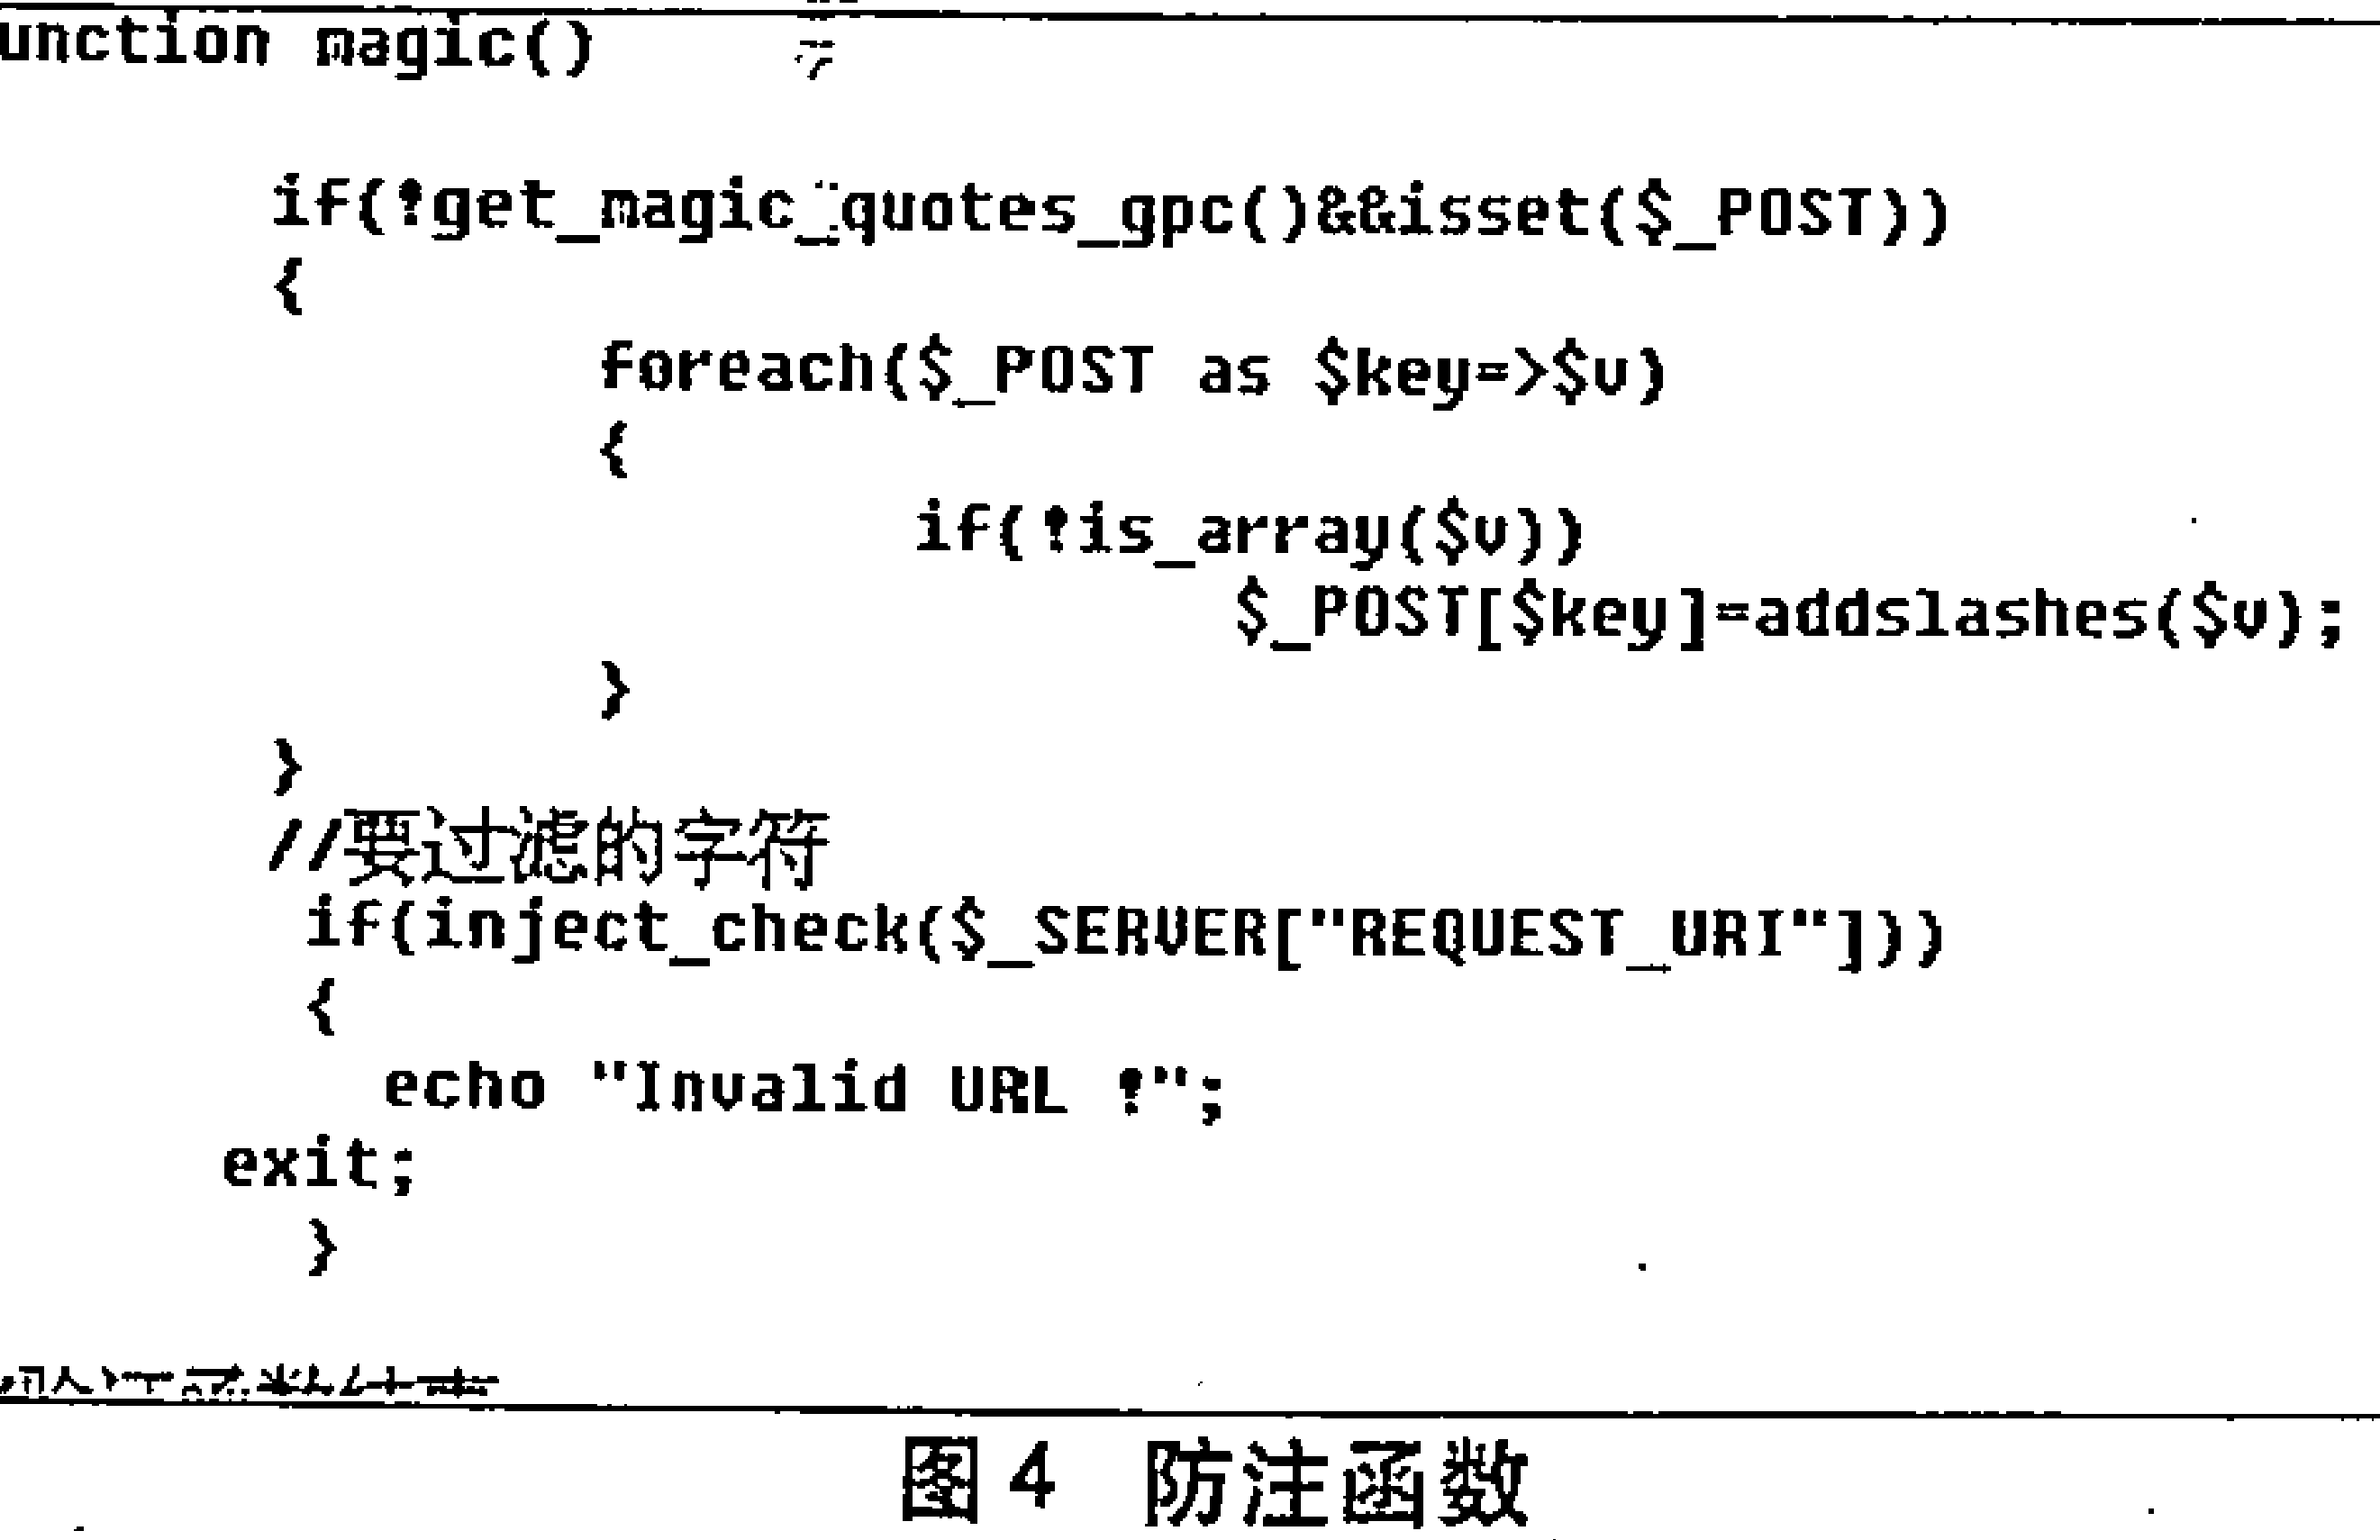 unction magic()
if(!get_magic_quotes_gpc()&&isset($_POST))
{
foreach($_POST as $key=>$v)
{
if(!is_array($v))
$_POST[$key]=addslashes($v);
}
}
//要过滤的字符
if(inject_check($_SERVER["REQUEST_URI"]))
{
echo "Invalid URL !";
exit;
}
图 4 防注函数